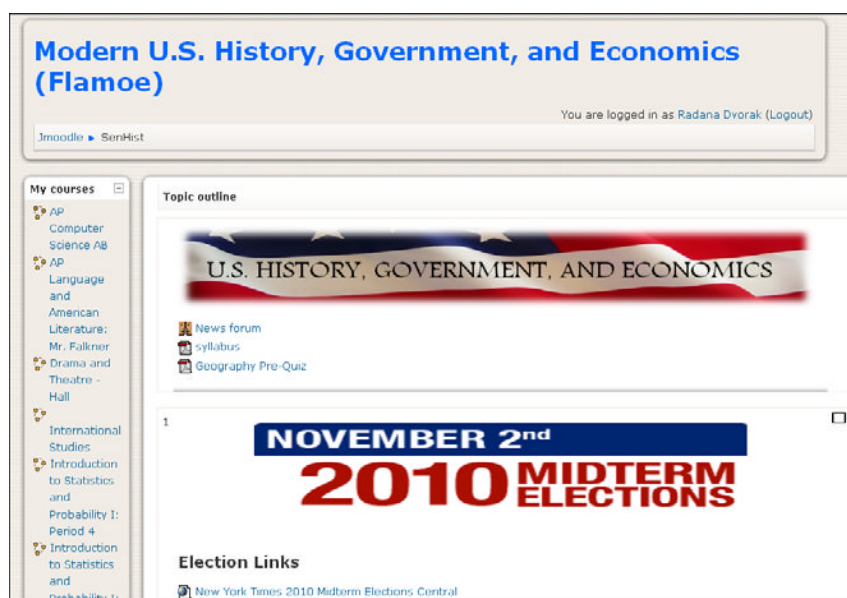 Modern U.S. History, Government, and Economics
(Flamoe)
You are logged in as Radana Dvorak (Logout)
Jmoodle ► SenHist
My courses
AP
Computer
Science AB
AP
Language
and
American
Literature:
Mr. Falkner
Drama and
Theatre -
Hall
International
Studies
Introduction
to Statistics
and
Probability I:
Period 4
Introduction
to Statistics
and
Probability I:
Topic outline
U.S. HISTORY, GOVERNMENT, AND ECONOMICS
News forum
syllabus
Geography Pre-Quiz
1
NOVEMBER 2nd
2010 MIDTERM
ELECTIONS
Election Links
New York Times 2010 Midterm Elections Central